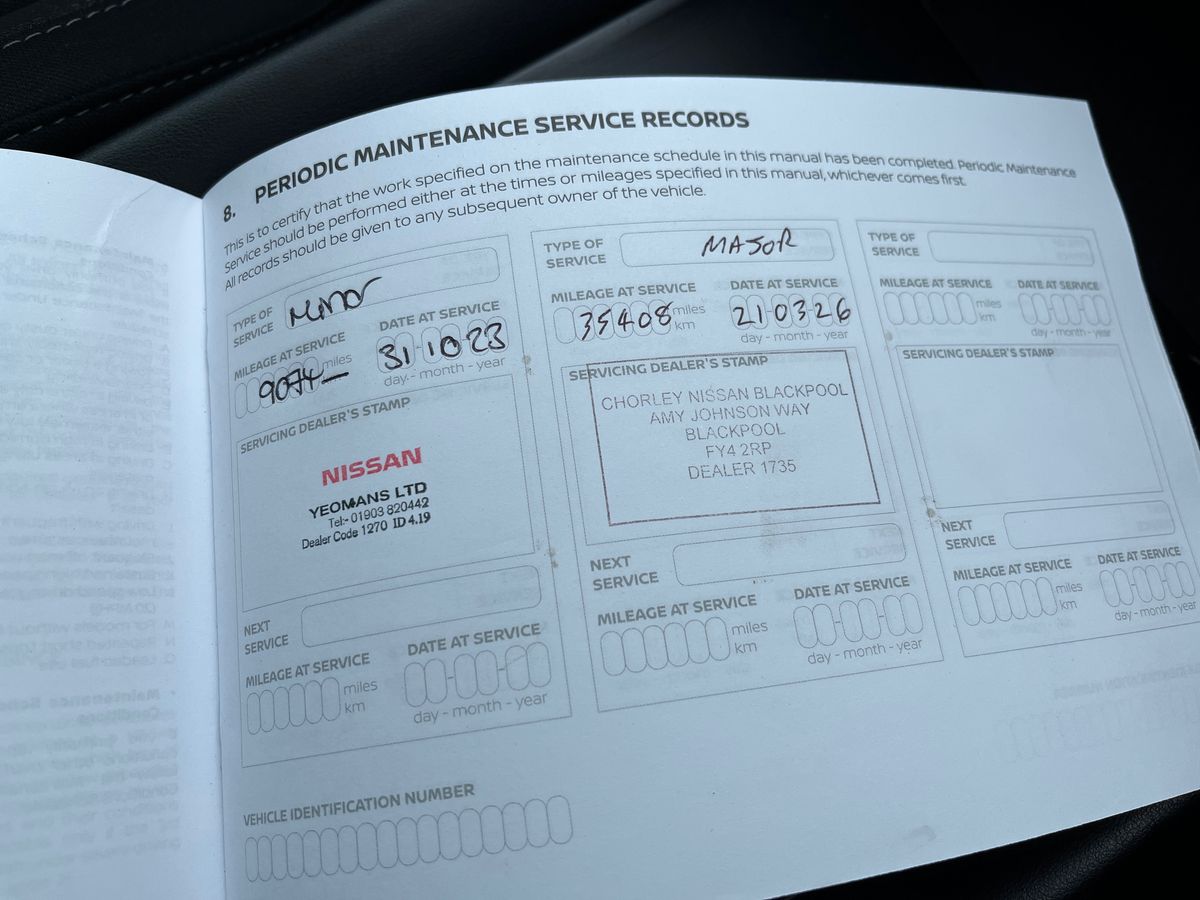 8. PERIODIC MAINTENANCE SERVICE RECORDS
This is to certify that the work specified on the maintenance schedule in this manual has been completed. Periodic Maintenance
Service should be performed either at the times or mileages specified in this manual, whichever comes first.
All records should be given to any subsequent owner of the vehicle.
TYPE OF
SERVICE
Minor
MILEAGE AT SERVICE
9074
miles
DATE AT SERVICE
31 10 23
day - month - year
SERVICING DEALER'S STAMP
NISSAN
YEOMANS LTD
Tel:- 01903 820442
Dealer Code 1270 ID 4.19
NEXT
SERVICE
MILEAGE AT SERVICE
miles
km
DATE AT SERVICE
day - month - year
TYPE OF
SERVICE
MAJOR
MILEAGE AT SERVICE
35408
miles
km
DATE AT SERVICE
21-03-26
day - month - year
SERVICING DEALER'S STAMP
CHORLEY NISSAN BLACKPOOL
AMY JOHNSON WAY
BLACKPOOL
FY4 2RP
DEALER 1735
NEXT
SERVICE
MILEAGE AT SERVICE
miles
km
DATE AT SERVICE
day - month - year
TYPE OF
SERVICE
MILEAGE AT SERVICE
miles
km
DATE AT SERVICE
day - month - year
SERVICING DEALER'S STAMP
NEXT
SERVICE
MILEAGE AT SERVICE
miles
km
DATE AT SERVICE
day - month - year
VEHICLE IDENTIFICATION NUMBER